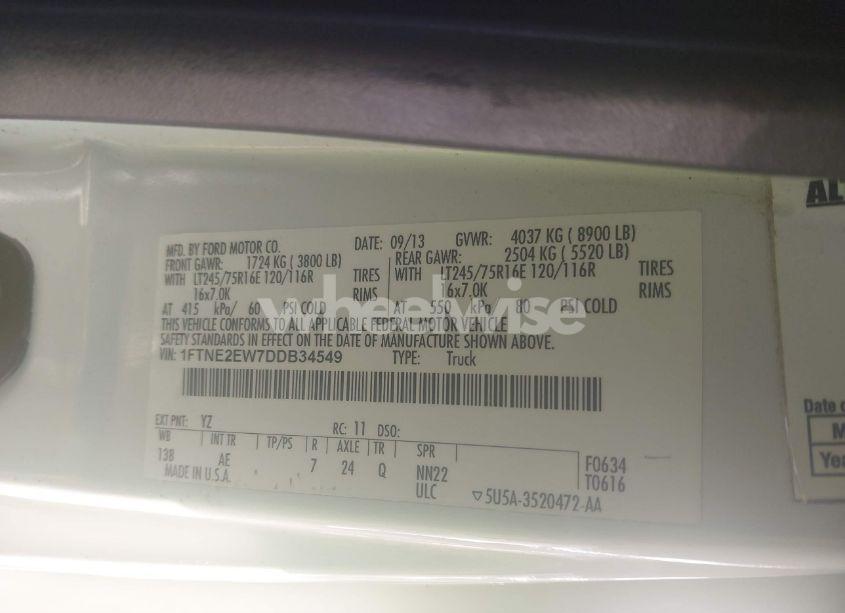 MFD. BY FORD MOTOR CO. DATE: 09/13 GVWR: 4037 KG ( 8900 LB)
FRONT GAWR: 1724 KG ( 3800 LB) REAR GAWR: 2504 KG ( 5520 LB)
WITH LT245/75R16E 120/116R TIRES WITH LT245/75R16E 120/116R TIRES
16x7.0K RIMS 16x7.0K RIMS
AT 415 kPa/ 60 PSI COLD AT 550 kPa/ 80 PSI COLD
THIS VEHICLE CONFORMS TO ALL APPLICABLE FEDERAL MOTOR VEHICLE
SAFETY STANDARDS IN EFFECT ON THE DATE OF MANUFACTURE SHOWN ABOVE.
VIN: 1FTNE2EW7DDB34549 TYPE: Truck
EXT PNT: YZ RC: 11 DSO:
WB INT TR TP/PS R AXLE TR SPR
138 AE 7 24 Q NN22 F0634
MADE IN U.S.A. ULC T0616
▽5U5A-3520472-AA
wheelwise
AL
Date o
M
Yea